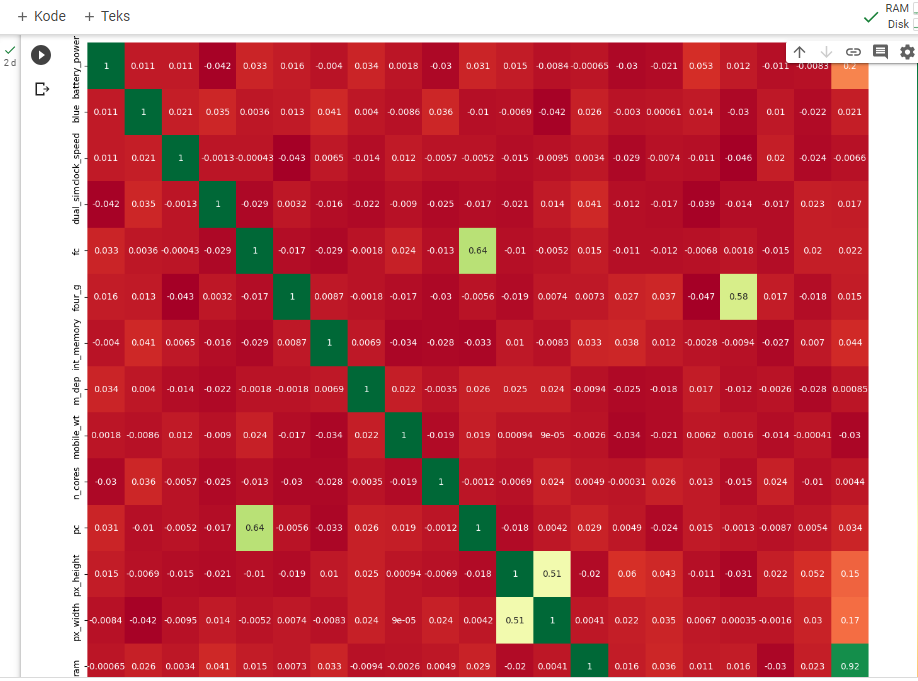 + Kode + Teks
RAM
Disk
2 d
battery_power 1 0.011 0.011 -0.042 0.033 0.016 -0.004 0.034 0.0018 -0.03 0.031 0.015 -0.0084 -0.00065 -0.03 -0.021 0.053 0.012 -0.011 -0.0083 0.2
blue 0.011 1 0.021 0.035 0.0036 0.013 0.041 0.004 -0.0086 0.036 -0.01 -0.0069 -0.042 0.026 -0.003 0.00061 0.014 -0.03 0.01 -0.022 0.021
clock_speed 0.011 0.021 1 -0.0013 -0.00043 -0.043 0.0065 -0.014 0.012 -0.0057 -0.0052 -0.015 -0.0095 0.0034 -0.029 -0.0074 -0.011 -0.046 0.02 -0.024 -0.0066
dual_sim -0.042 0.035 -0.0013 1 -0.029 0.0032 -0.016 -0.022 -0.009 -0.025 -0.017 -0.021 0.014 0.041 -0.012 -0.017 -0.039 -0.014 -0.017 0.023 0.017
fc 0.033 0.0036 -0.00043 -0.029 1 -0.017 -0.029 -0.0018 0.024 -0.013 0.64 -0.01 -0.0052 0.015 -0.011 -0.012 -0.0068 0.0018 -0.015 0.02 0.022
four_g 0.016 0.013 -0.043 0.0032 -0.017 1 0.0087 -0.0018 -0.017 -0.03 -0.0056 -0.019 0.0074 0.0073 0.027 0.037 -0.047 0.58 0.017 -0.018 0.015
int_memory -0.004 0.041 0.0065 -0.016 -0.029 0.0087 1 0.0069 -0.034 -0.028 -0.033 0.01 -0.0083 0.033 0.038 0.012 -0.0028 -0.0094 -0.027 0.007 0.044
m_dep 0.034 0.004 -0.014 -0.022 -0.0018 -0.0018 0.0069 1 0.022 -0.0035 0.026 0.025 0.024 -0.0094 -0.025 -0.018 0.017 -0.012 -0.0026 -0.028 0.00085
mobile_wt 0.0018 -0.0086 0.012 -0.009 0.024 -0.017 -0.034 0.022 1 -0.019 0.019 0.00094 9e-05 -0.0026 -0.034 -0.021 0.0062 0.0016 -0.014 -0.00041 -0.03
n_cores -0.03 0.036 -0.0057 -0.025 -0.013 -0.03 -0.028 -0.0035 -0.019 1 -0.0012 -0.0069 0.024 0.0049 -0.00031 0.026 0.013 -0.015 0.024 -0.01 0.0044
pc 0.031 -0.01 -0.0052 -0.017 0.64 -0.0056 -0.033 0.026 0.019 -0.0012 1 -0.018 0.0042 0.029 0.0049 -0.024 0.015 -0.0013 -0.0087 0.0054 0.034
px_height 0.015 -0.0069 -0.015 -0.021 -0.01 -0.019 0.01 0.025 0.00094 -0.0069 -0.018 1 0.51 -0.02 0.06 0.043 -0.011 -0.031 0.022 0.052 0.15
px_width -0.0084 -0.042 -0.0095 0.014 -0.0052 0.0074 -0.0083 0.024 9e-05 0.024 0.0042 0.51 1 0.0041 0.022 0.035 0.0067 0.00035 -0.0016 0.03 0.17
ram -0.00065 0.026 0.0034 0.041 0.015 0.0073 0.033 -0.0094 -0.0026 0.0049 0.029 -0.02 0.0041 1 0.016 0.036 0.011 0.016 -0.03 0.023 0.92